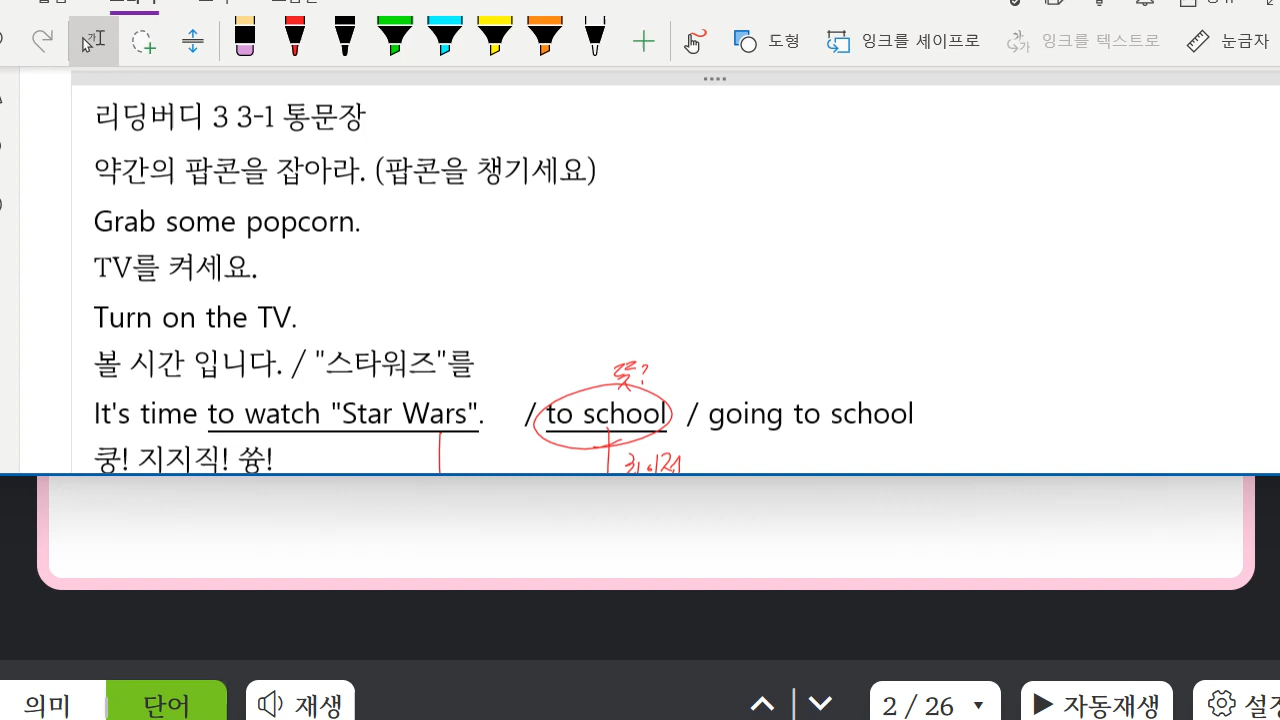 도형 잉크를 셰이프로 잉크를 텍스트로 눈금자
리딩버디 3 3-1 통문장
약간의 팝콘을 잡아라. (팝콘을 챙기세요)
Grab some popcorn.
TV를 켜세요.
Turn on the TV.
볼 시간 입니다. / "스타워즈"를
뜻?
It's time to watch "Star Wars". / to school / going to school
쿵! 지지직! 쓩!
의미 단어 재생 2 / 26 자동재생